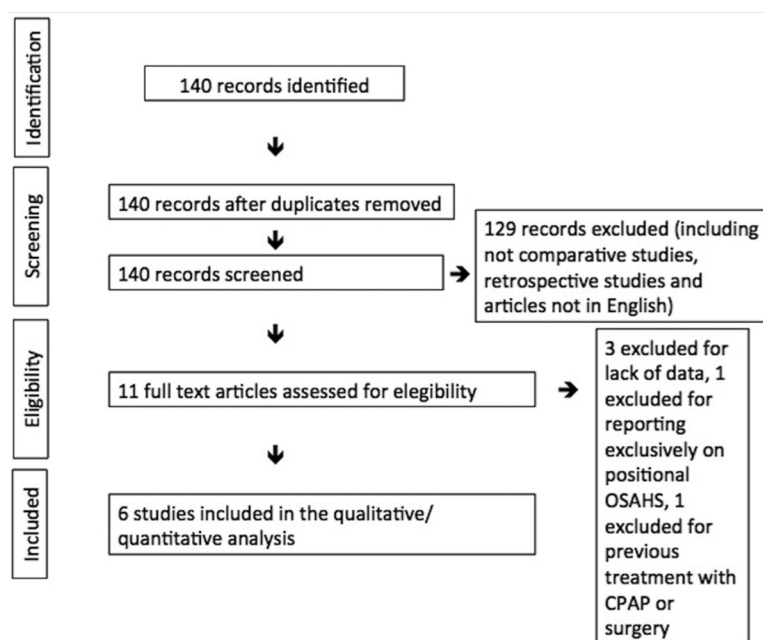 Identification
140 records identified
Screening
140 records after duplicates removed
140 records screened
129 records excluded (including
not comparative studies,
retrospective studies and
articles not in English)
Eligibility
11 full text articles assessed for elegibility
3 excluded for
lack of data, 1
excluded for
reporting
exclusively on
positional
OSAHS, 1
excluded for
previous
treatment with
CPAP or
surgery
Included
6 studies included in the qualitative/
quantitative analysis